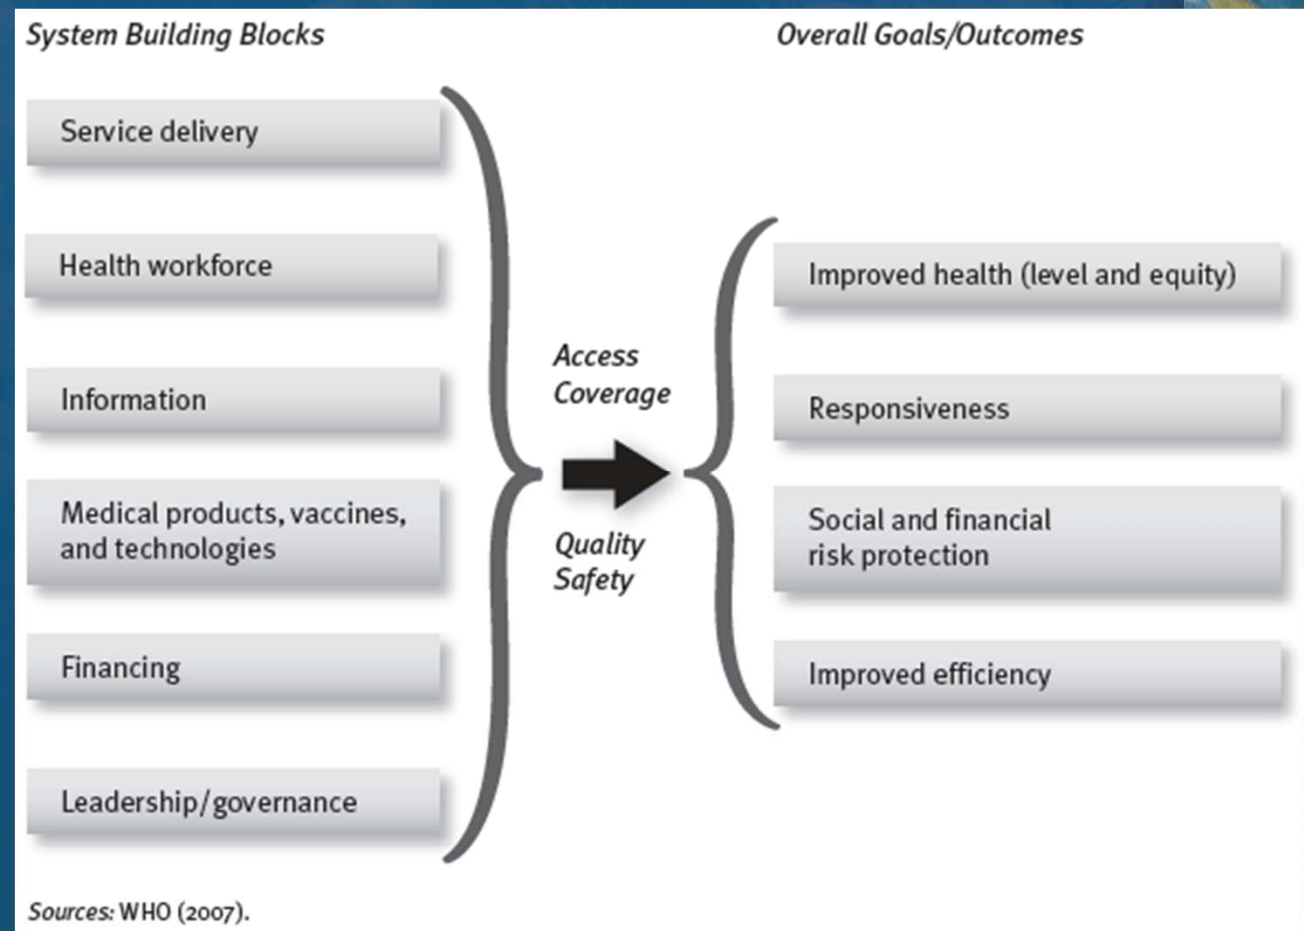 System Building Blocks
Overall Goals/Outcomes
Service delivery
Health workforce
Information
Medical products, vaccines,
and technologies
Financing
Leadership/governance
Access
Coverage
Quality
Safety
Improved health (level and equity)
Responsiveness
Social and financial
risk protection
Improved efficiency
Sources: WHO (2007).